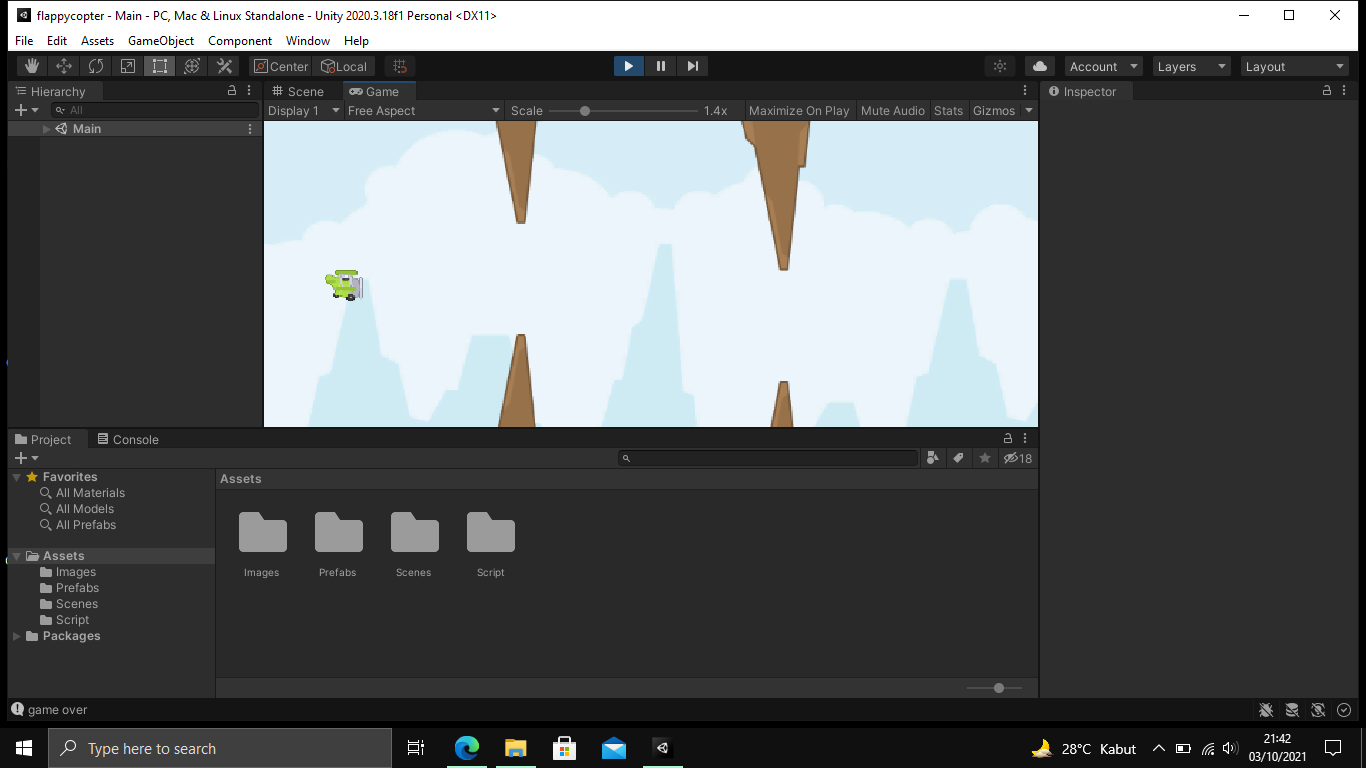 flappycopter - Main - PC, Mac & Linux Standalone - Unity 2020.3.18f1 Personal <DX11>
File Edit Assets GameObject Component Window Help
Center Local Account Layers Layout
Hierarchy Scene Game Inspector
All Display 1 Free Aspect Scale 1.4x Maximize On Play Mute Audio Stats Gizmos
Main
Project Console
18
Favorites Assets
All Materials
All Models
All Prefabs
Assets
Images
Prefabs
Scenes
Script
Packages
Images Prefabs Scenes Script
game over
Type here to search
28°C Kabut
21:42
03/10/2021